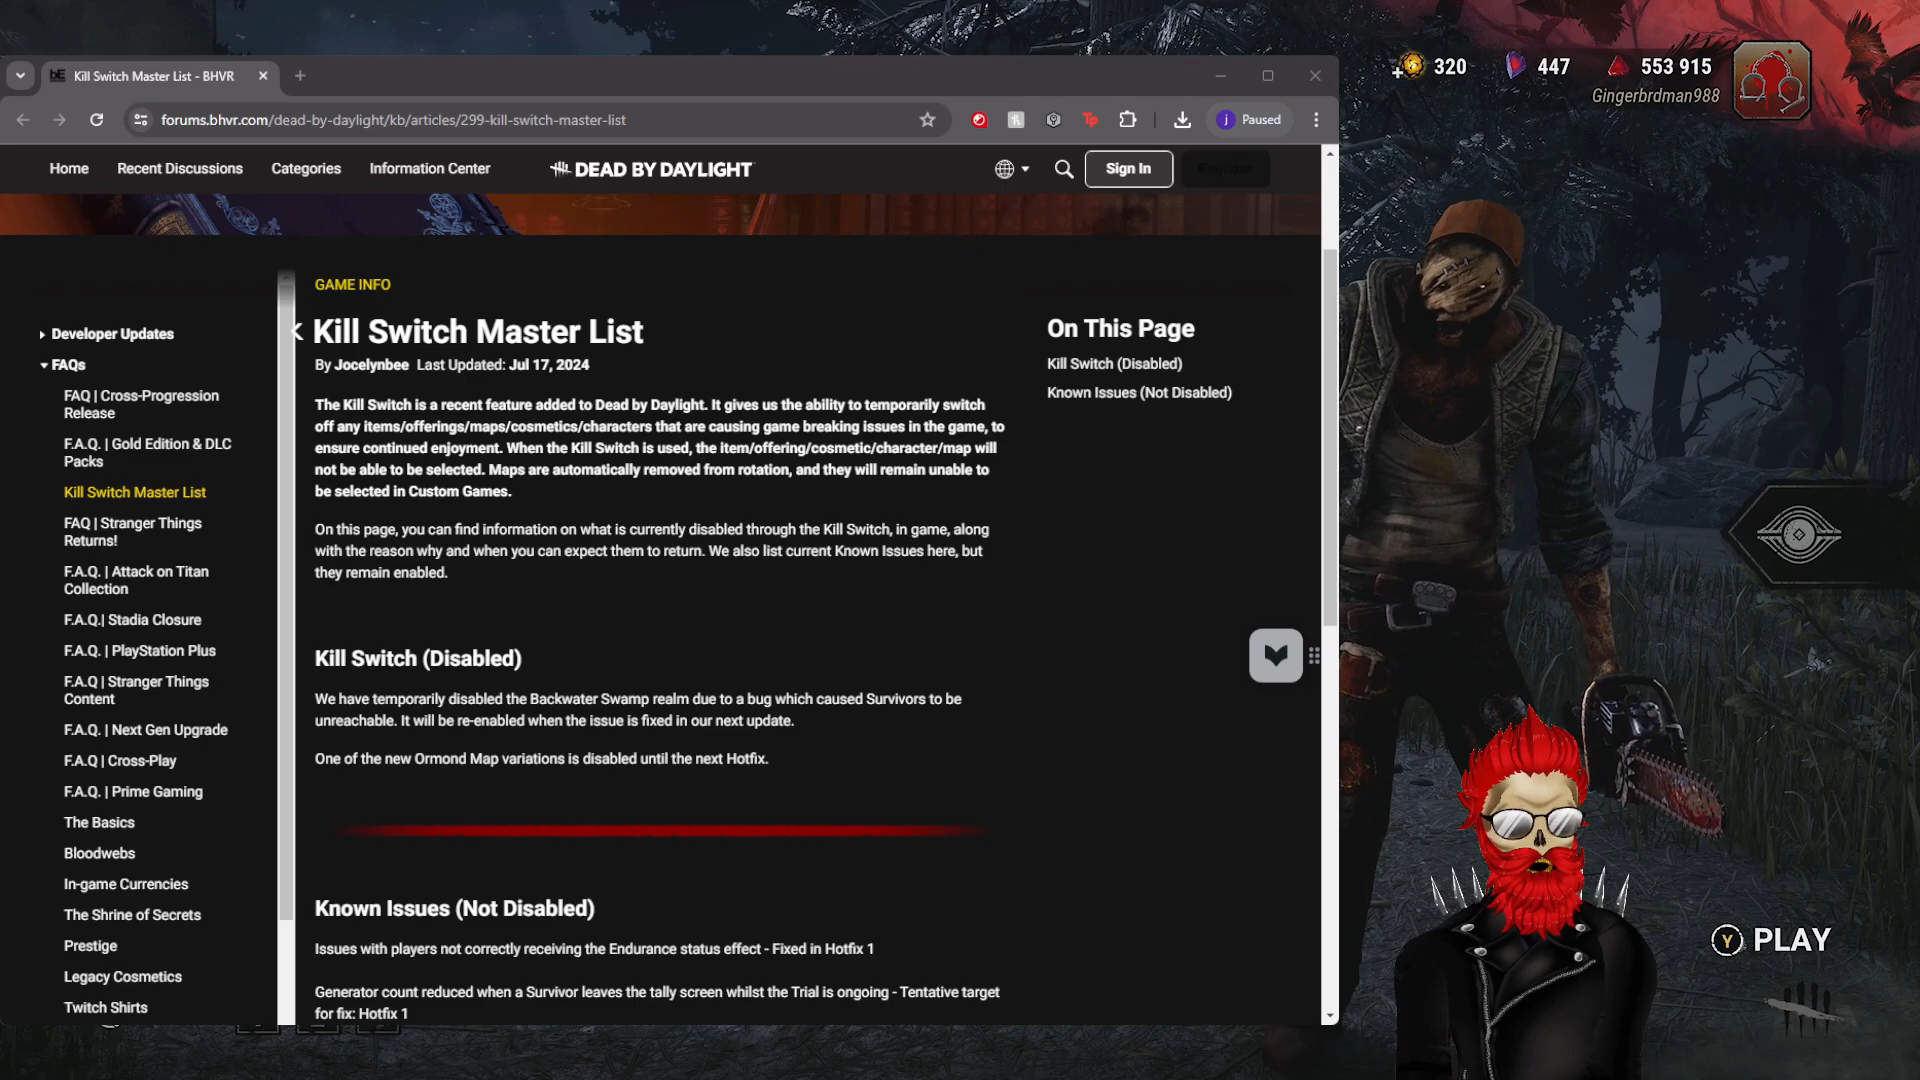 Kill Switch Master List - BHVR
forums.bhvr.com/dead-by-daylight/kb/articles/299-kill-switch-master-list
Tp
j Paused
320
447
553 915
Gingerbrdman988
Home
Recent Discussions
Categories
Information Center
DEAD BY DAYLIGHT
Sign In
Register
Developer Updates
FAQs
FAQ | Cross-Progression
Release
F.A.Q. | Gold Edition & DLC
Packs
Kill Switch Master List
FAQ | Stranger Things
Returns!
F.A.Q. | Attack on Titan
Collection
F.A.Q.| Stadia Closure
F.A.Q. | PlayStation Plus
F.A.Q | Stranger Things
Content
F.A.Q. | Next Gen Upgrade
F.A.Q | Cross-Play
F.A.Q. | Prime Gaming
The Basics
Bloodwebs
In-game Currencies
The Shrine of Secrets
Prestige
Legacy Cosmetics
Twitch Shirts
GAME INFO
Kill Switch Master List
By Jocelynbee Last Updated: Jul 17, 2024
The Kill Switch is a recent feature added to Dead by Daylight. It gives us the ability to temporarily switch
off any items/offerings/maps/cosmetics/characters that are causing game breaking issues in the game, to
ensure continued enjoyment. When the Kill Switch is used, the item/offering/cosmetic/character/map will
not be able to be selected. Maps are automatically removed from rotation, and they will remain unable to
be selected in Custom Games.
On this page, you can find information on what is currently disabled through the Kill Switch, in game, along
with the reason why and when you can expect them to return. We also list current Known Issues here, but
they remain enabled.
Kill Switch (Disabled)
We have temporarily disabled the Backwater Swamp realm due to a bug which caused Survivors to be
unreachable. It will be re-enabled when the issue is fixed in our next update.
One of the new Ormond Map variations is disabled until the next Hotfix.
Known Issues (Not Disabled)
Issues with players not correctly receiving the Endurance status effect - Fixed in Hotfix 1
Generator count reduced when a Survivor leaves the tally screen whilst the Trial is ongoing - Tentative target
for fix: Hotfix 1
On This Page
Kill Switch (Disabled)
Known Issues (Not Disabled)
Y PLAY